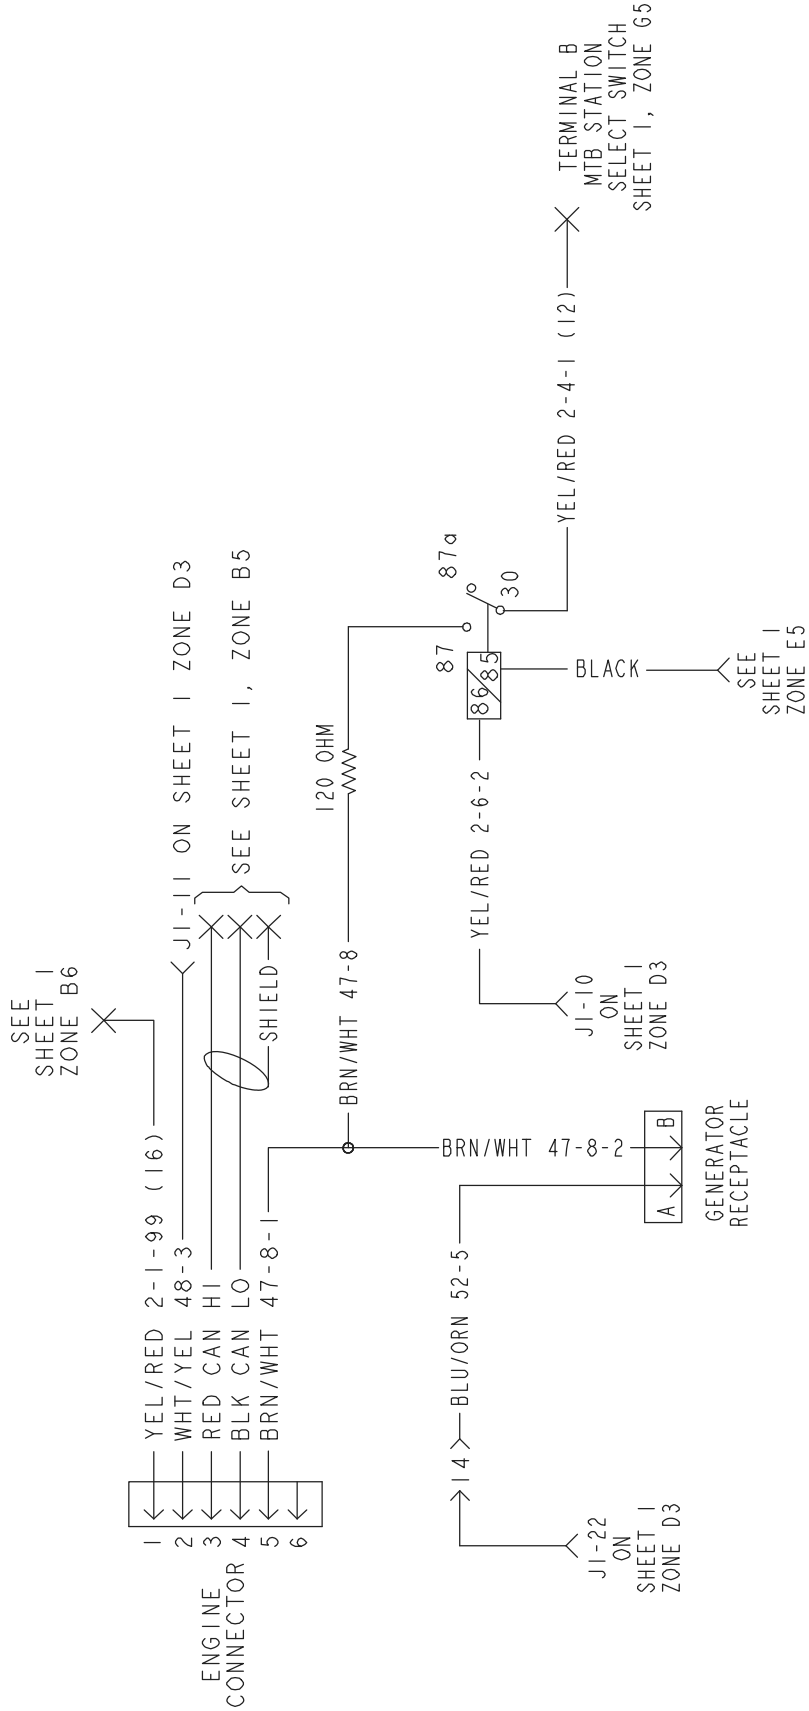 SEE
SHEET 1
ZONE B6
ENGINE
CONNECTOR
1
2
3
4
5
6
YEL/RED 2-1-99 (16)
WHT/YEL 48-3
RED CAN HI
BLK CAN LO
BRN/WHT 47-8-1
SHIELD
J1-11 ON SHEET 1 ZONE D3
SEE SHEET 1, ZONE B5
BRN/WHT 47-8
120 OHM
87
87a
30
86
85
YEL/RED 2-6-2
J1-10
ON
SHEET 1
ZONE D3
BLACK
SEE
SHEET 1
ZONE E5
YEL/RED 2-4-1 (12)
TERMINAL B
MTB STATION
SELECT SWITCH
SHEET 1, ZONE G5
BRN/WHT 47-8-2
A
B
GENERATOR
RECEPTACLE
BLU/ORN 52-5
14
J1-22
ON
SHEET 1
ZONE D3